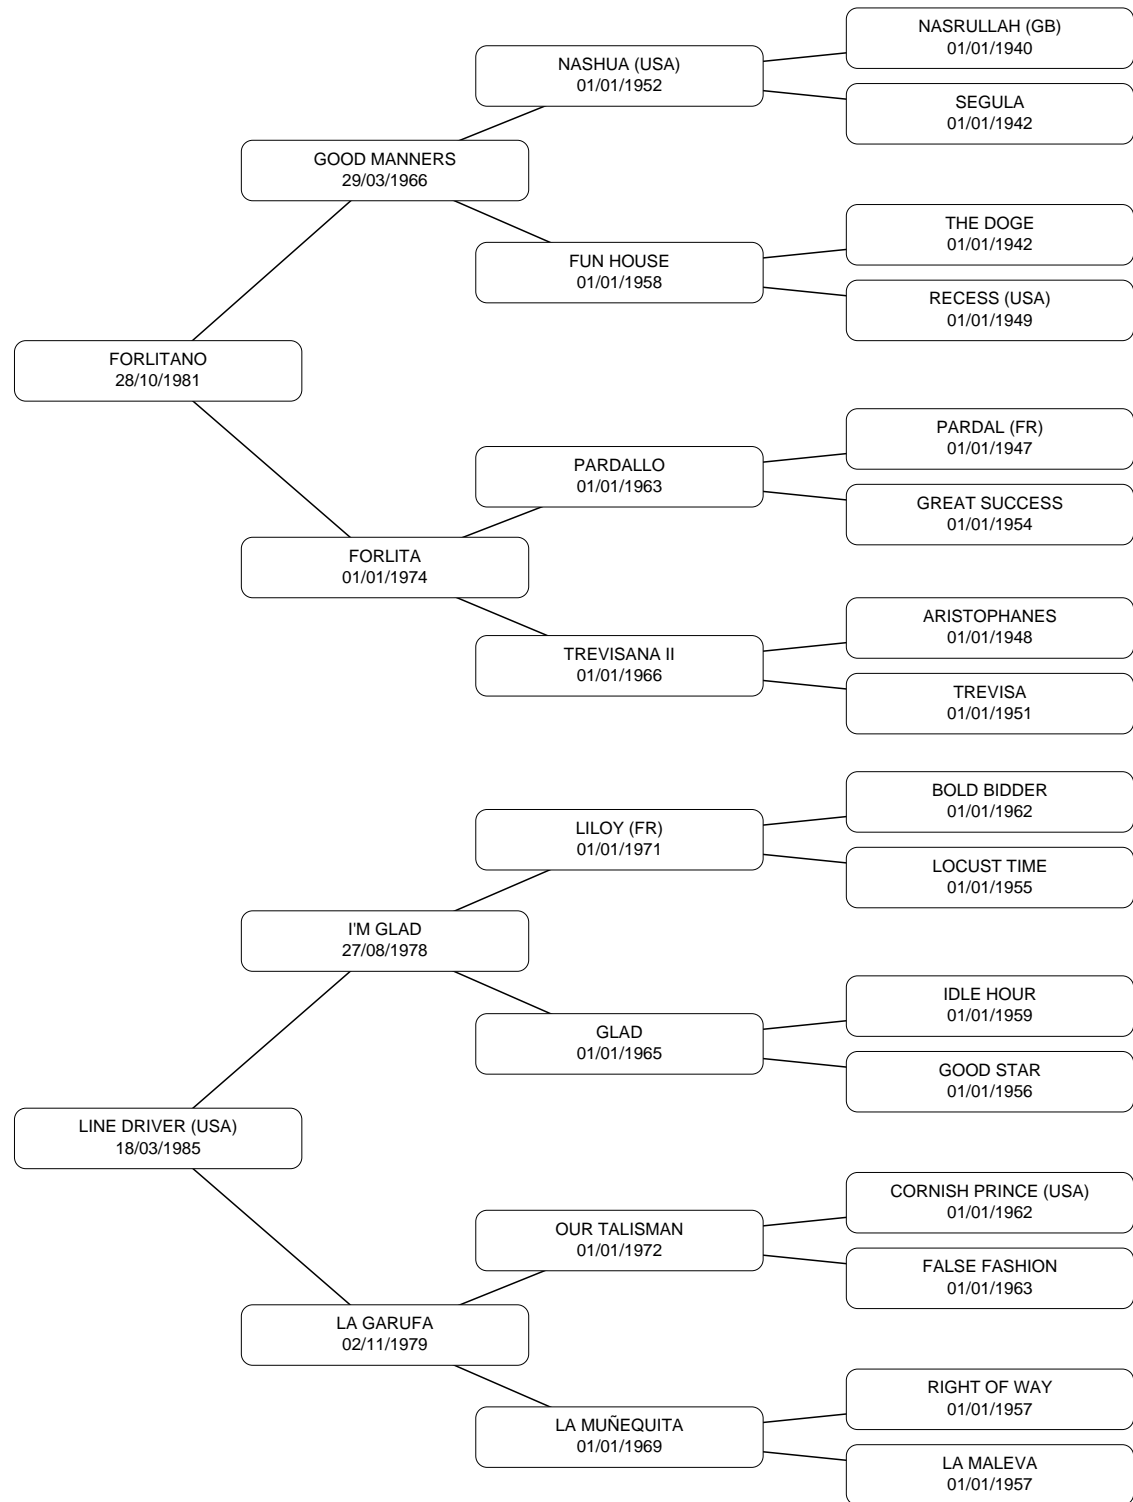 NASRULLAH (GB)
01/01/1940
NASHUA (USA)
01/01/1952
SEGULA
01/01/1942
GOOD MANNERS
29/03/1966
THE DOGE
01/01/1942
FUN HOUSE
01/01/1958
RECESS (USA)
01/01/1949
FORLITANO
28/10/1981
PARDAL (FR)
01/01/1947
PARDALLO
01/01/1963
GREAT SUCCESS
01/01/1954
FORLITA
01/01/1974
ARISTOPHANES
01/01/1948
TREVISANA II
01/01/1966
TREVISA
01/01/1951
BOLD BIDDER
01/01/1962
LILOY (FR)
01/01/1971
LOCUST TIME
01/01/1955
I'M GLAD
27/08/1978
IDLE HOUR
01/01/1959
GLAD
01/01/1965
GOOD STAR
01/01/1956
LINE DRIVER (USA)
18/03/1985
CORNISH PRINCE (USA)
01/01/1962
OUR TALISMAN
01/01/1972
FALSE FASHION
01/01/1963
LA GARUFA
02/11/1979
RIGHT OF WAY
01/01/1957
LA MUÑEQUITA
01/01/1969
LA MALEVA
01/01/1957